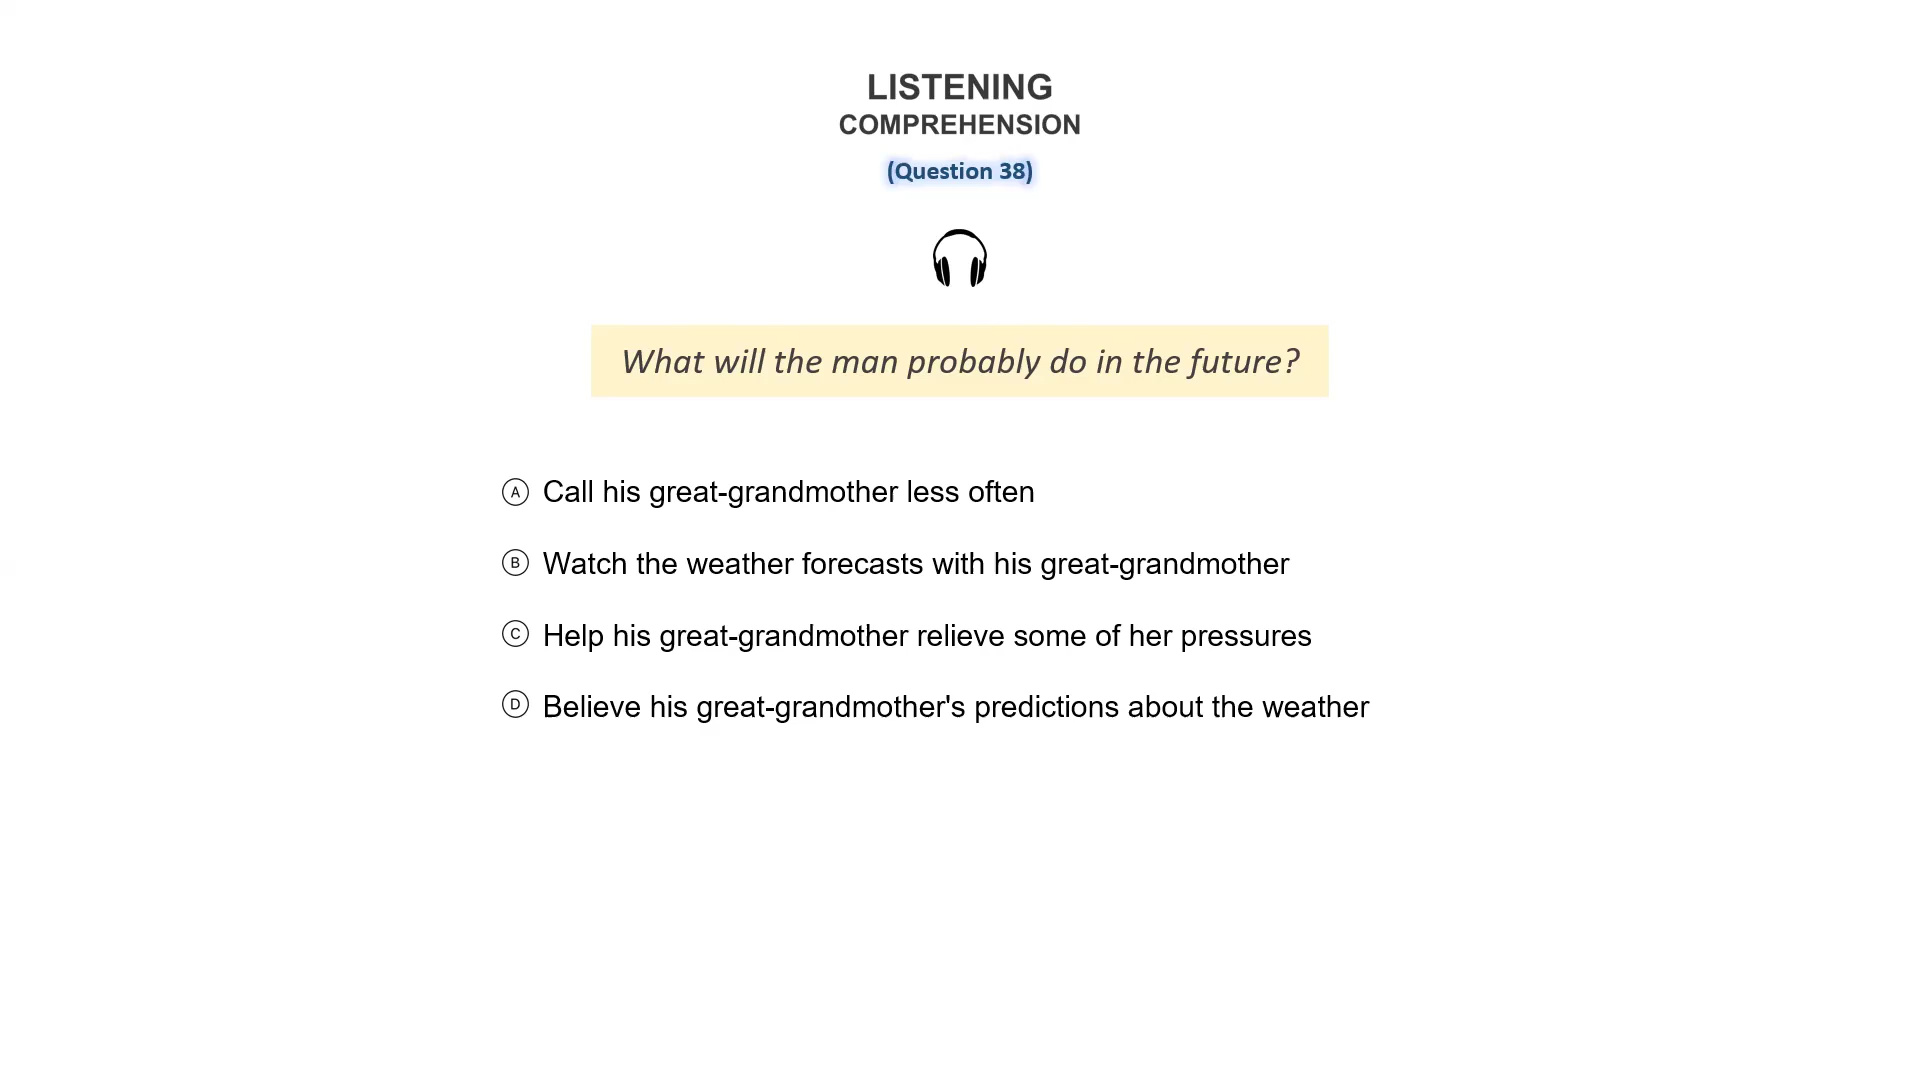 LISTENING
COMPREHENSION
(Question 38)
What will the man probably do in the future?
A Call his great-grandmother less often
B Watch the weather forecasts with his great-grandmother
C Help his great-grandmother relieve some of her pressures
D Believe his great-grandmother's predictions about the weather